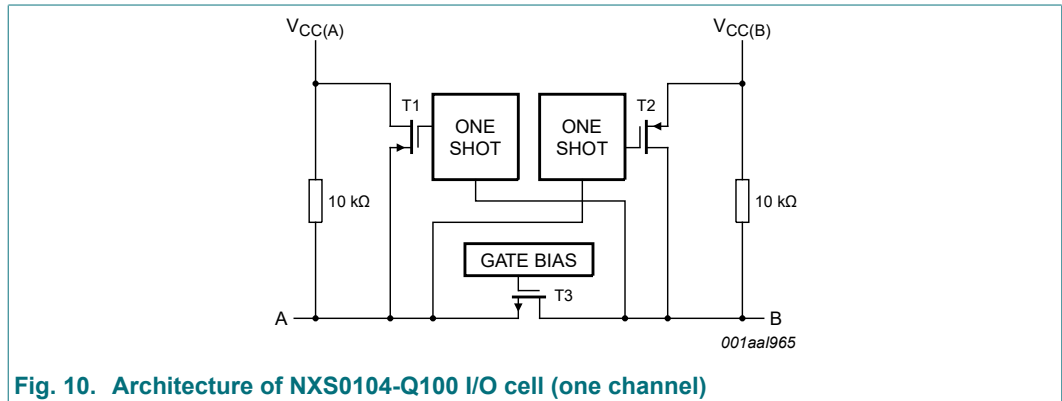 VCC(A)
VCC(B)
T1
T2
ONE
SHOT
ONE
SHOT
10 kΩ
10 kΩ
GATE BIAS
T3
A
B
001aal965
Fig. 10. Architecture of NXS0104-Q100 I/O cell (one channel)